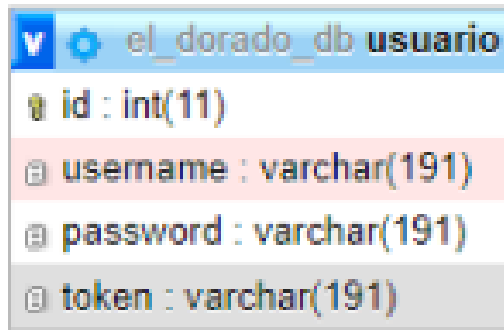 v el_dorado_db usuario
id : int(11)
username : varchar(191)
password : varchar(191)
token : varchar(191)